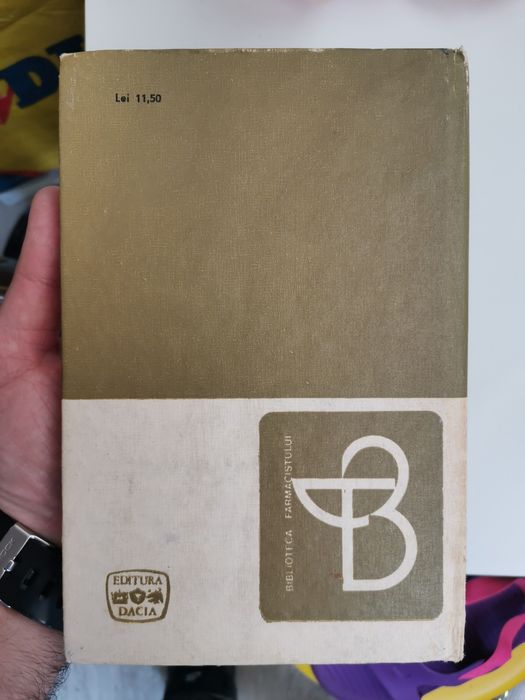 Lei 11,50
BIBLIOTECA FARMACISTULUI
B
EDITURA
DACIA